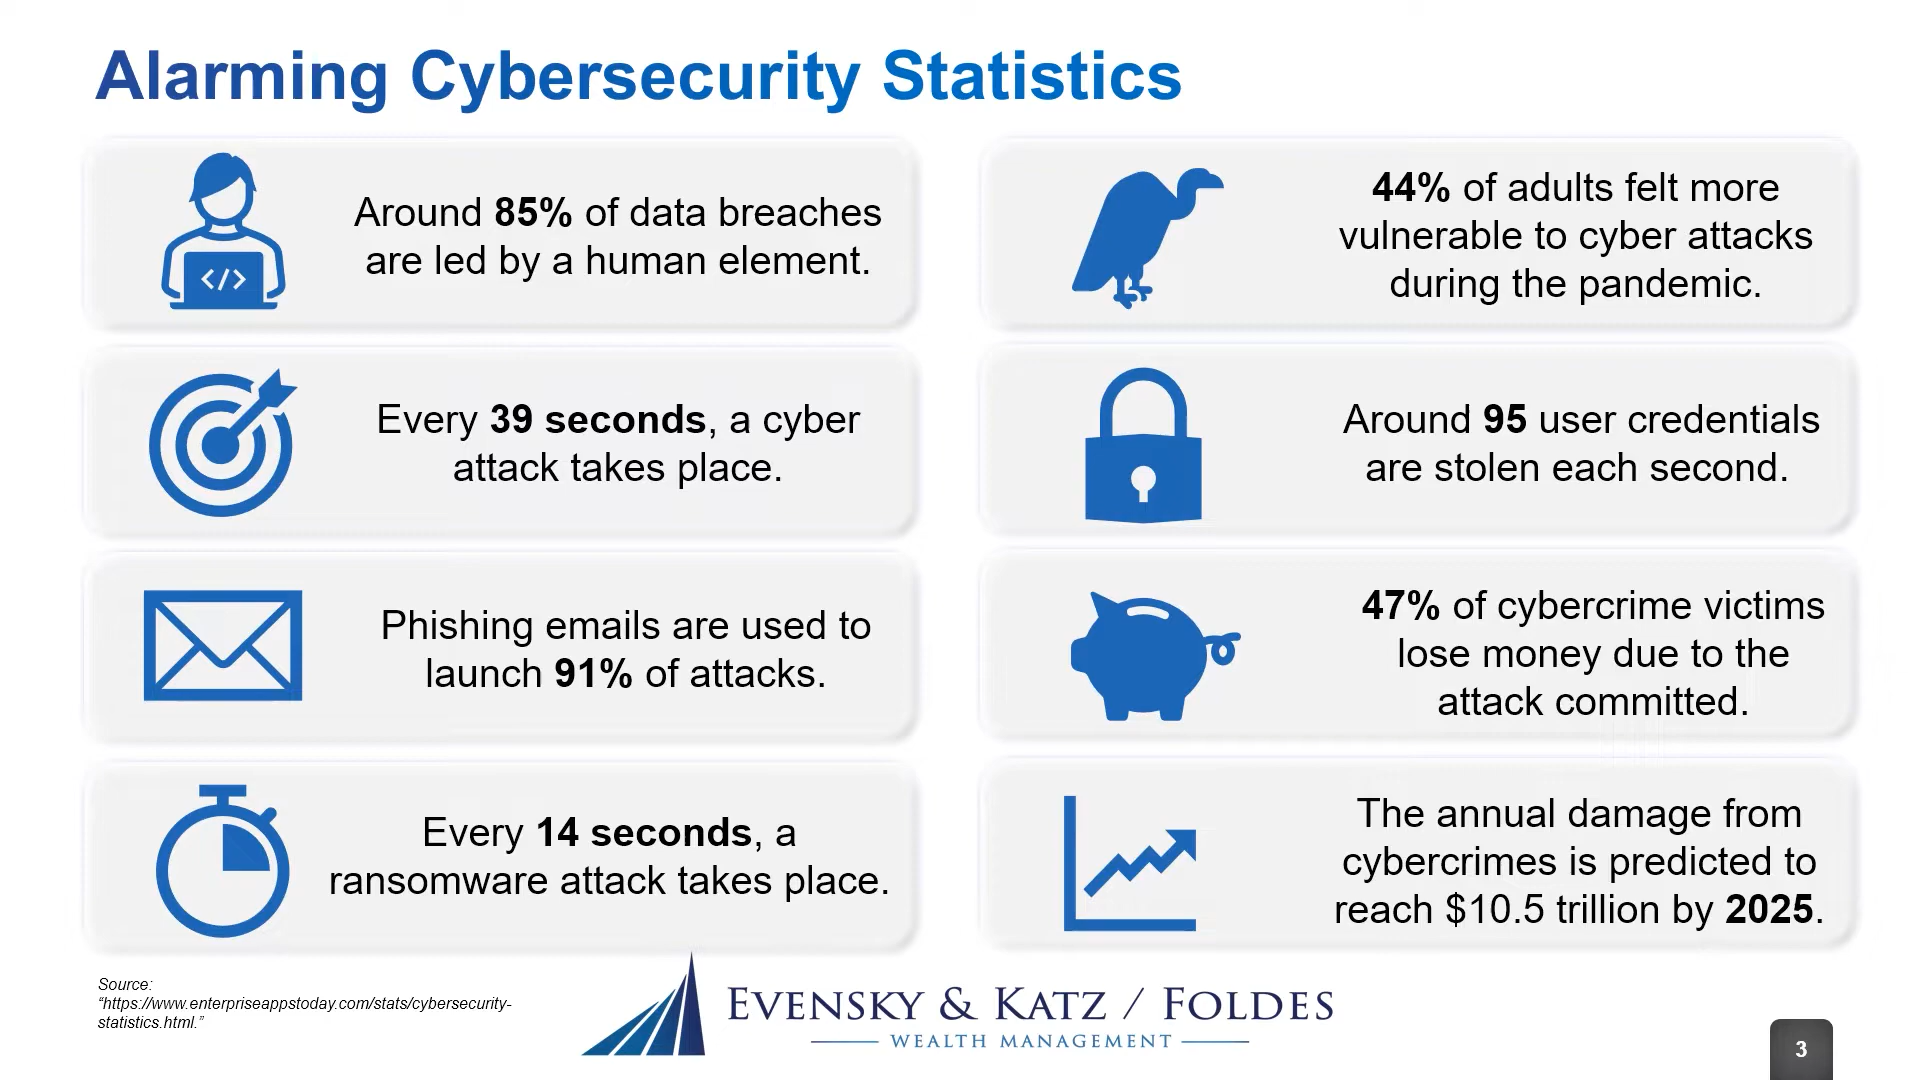 Alarming Cybersecurity Statistics
</>
Around 85% of data breaches
are led by a human element.
44% of adults felt more
vulnerable to cyber attacks
during the pandemic.
Every 39 seconds, a cyber
attack takes place.
Around 95 user credentials
are stolen each second.
Phishing emails are used to
launch 91% of attacks.
47% of cybercrime victims
lose money due to the
attack committed.
Every 14 seconds, a
ransomware attack takes place.
The annual damage from
cybercrimes is predicted to
reach $10.5 trillion by 2025.
Source:
“https://www.enterpriseappstoday.com/stats/cybersecurity-
statistics.html.”
EVENSKY & KATZ / FOLDES
WEALTH MANAGEMENT
3